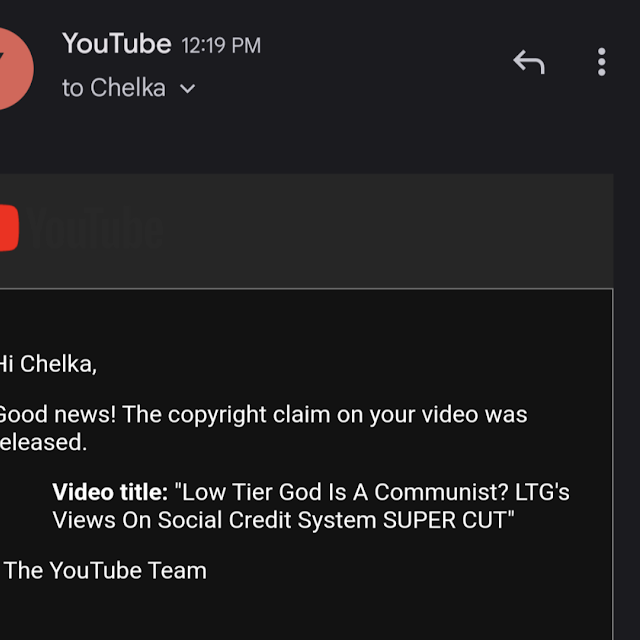 YouTube 12:19 PM
to Chelka
YouTube
Hi Chelka,
Good news! The copyright claim on your video was
eleased.
Video title: "Low Tier God Is A Communist? LTG's
Views On Social Credit System SUPER CUT"
The YouTube Team